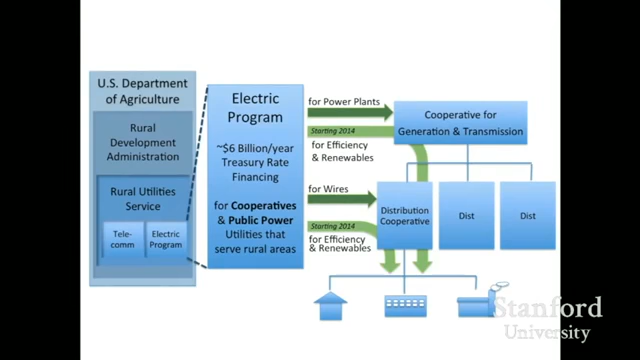 U.S. Department
of Agriculture
Rural
Development
Administration
Rural Utilities
Service
Tele-
comm
Electric
Program
Electric
Program
~$6 Billion/year
Treasury Rate
Financing
for Cooperatives
& Public Power
Utilities that
serve rural areas
for Power Plants
Starting 2014
for Efficiency
& Renewables
for Wires
Starting 2014
for Efficiency
& Renewables
Cooperative for
Generation & Transmission
Distribution
Cooperative
Dist
Dist
Stanford
University